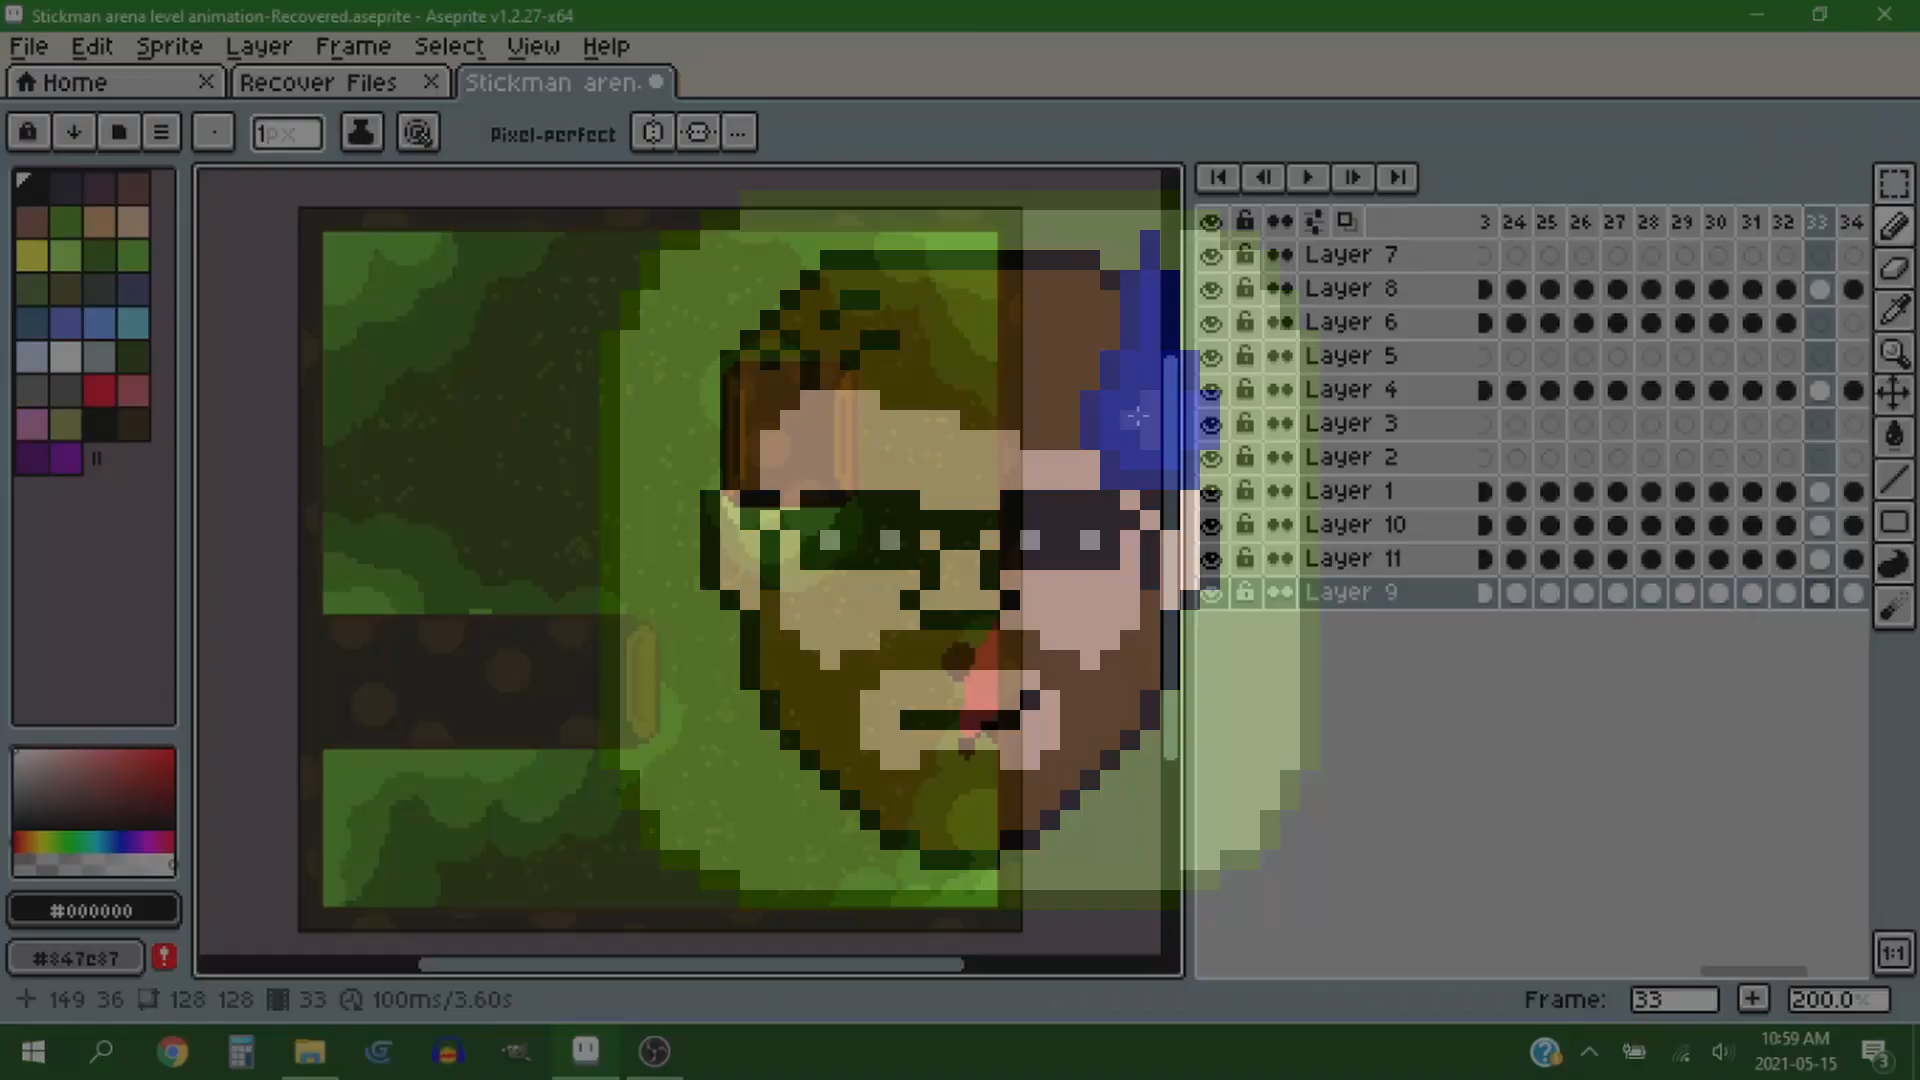 Stickman arena level animation-Recovered.aseprite - Aseprite v1.2.27-x64
File Edit Sprite Layer Frame Select View Help
Home Recover Files Stickman aren.
1px Pixel-perfect ...
3 24 25 26 27 28 29 30 31 32 33 34
Layer 7
Layer 8
Layer 6
Layer 5
Layer 4
Layer 3
Layer 2
Layer 1
Layer 10
Layer 11
Layer 9
#000000
#847e87
1:1
149 36 128 128 33 100ms/3.60s Frame: 33 + 200.0%
10:59 AM
2021-05-15
3